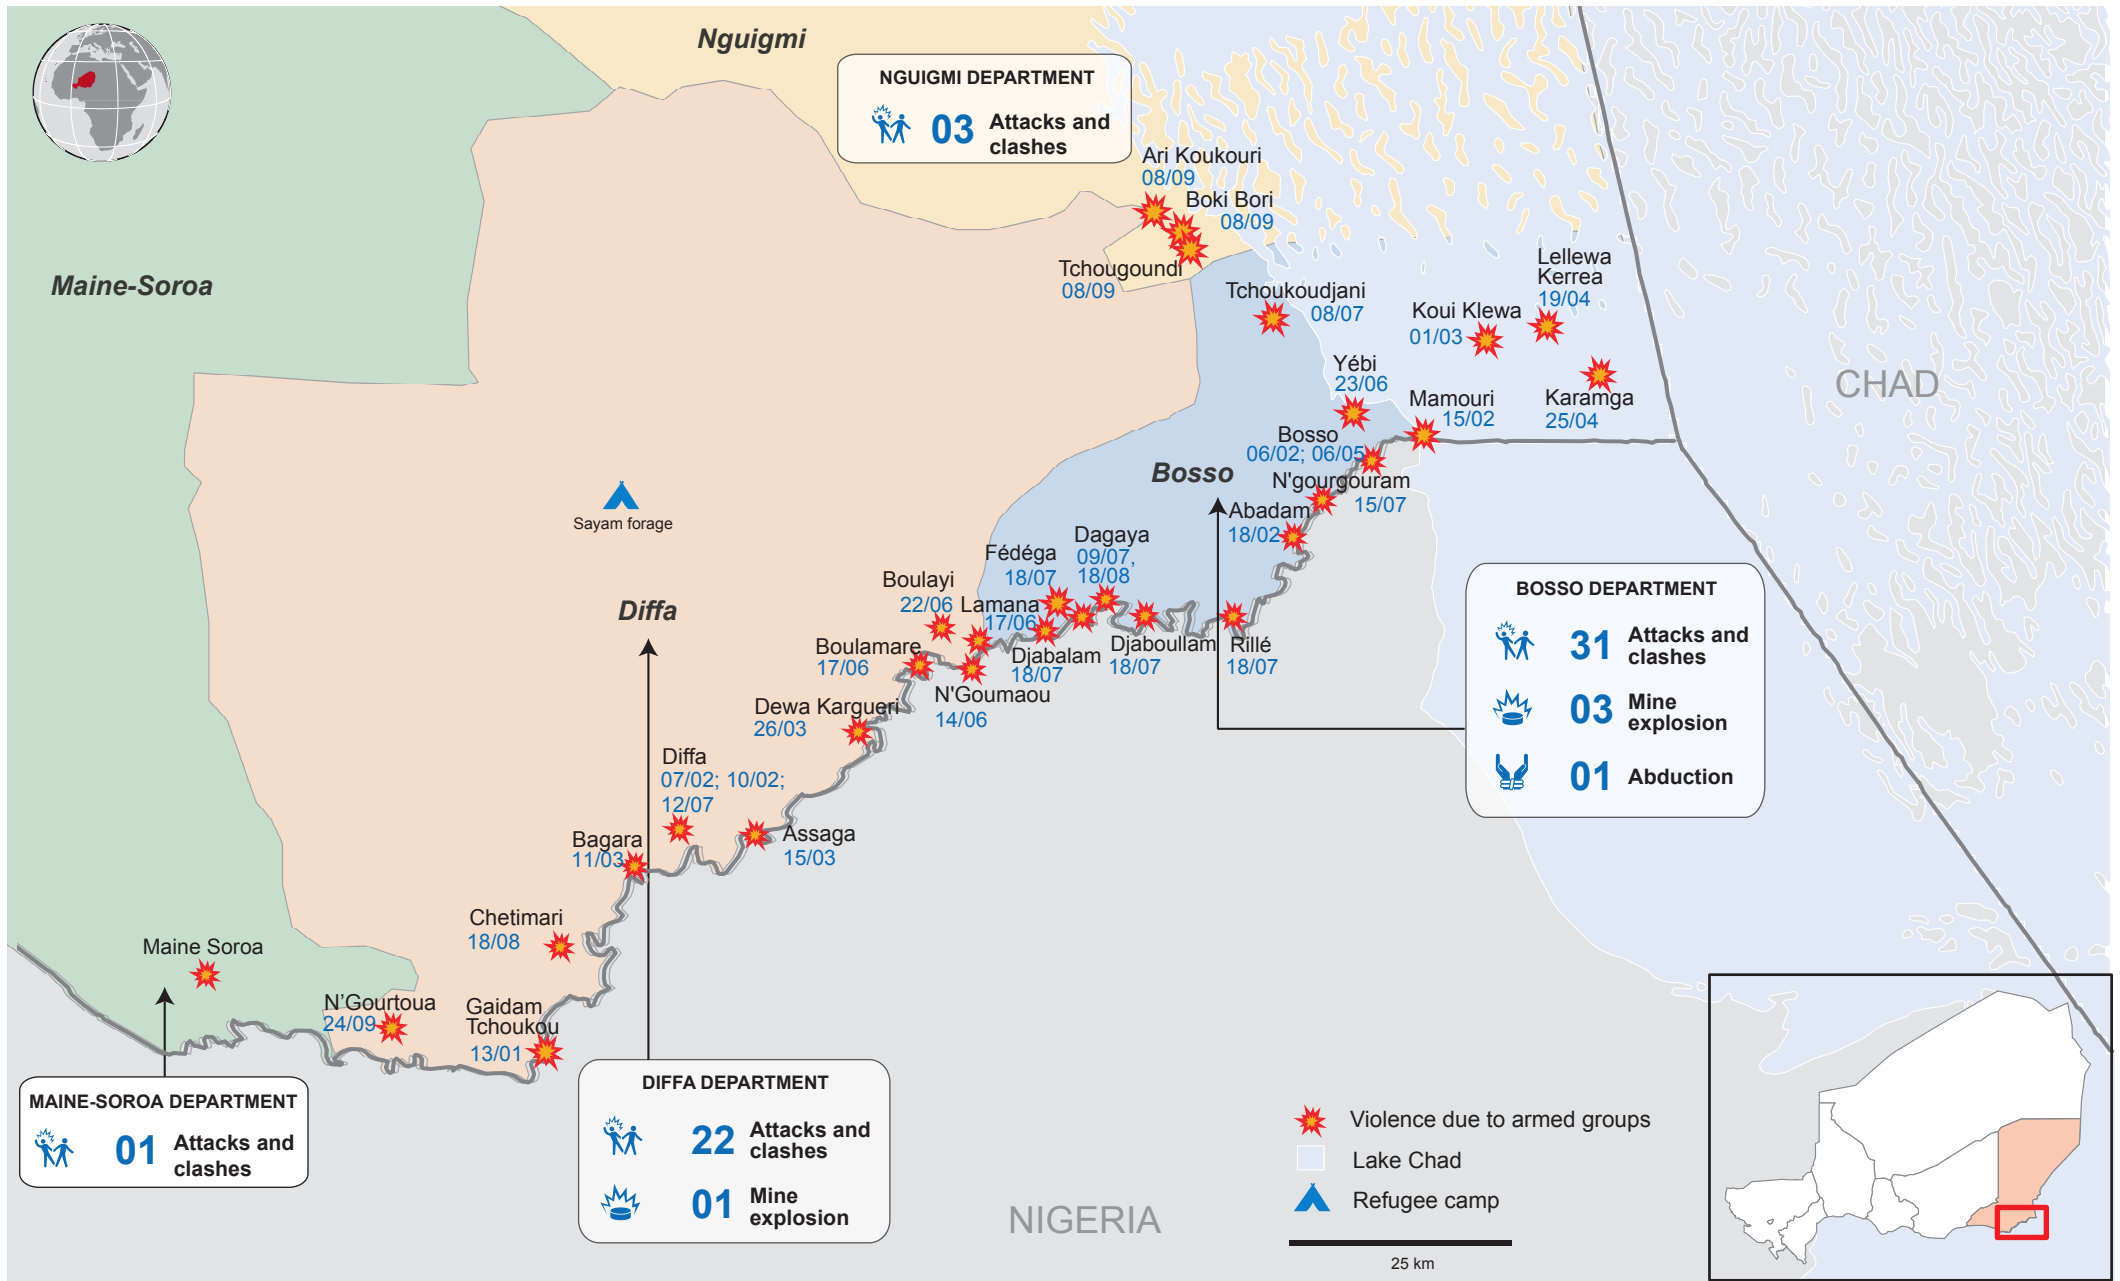 Nguigmi
NGUIGMI DEPARTMENT
03 Attacks and
clashes
Ari Koukouri
08/09
Boki Bori
08/09
Tchougoundi
08/09
Maine-Soroa
Tchoukoudjani
08/07
Lellewa
Kerrea
19/04
Koui Klewa
01/03
Yébi
23/06
Karamga
25/04
CHAD
Mamouri
15/02
Bosso
06/02; 06/05
Bosso
N'gourgouram
15/07
Abadam
18/02
Sayam forage
Dagaya
09/07,
18/08
Fédéga
18/07
Boulayi
22/06
Lamana
17/06
Diffa
Boulamare
17/06
Djabalam
18/07
Djaboullam
18/07
Rillé
18/07
N'Goumaou
14/06
Dewa Kargueri
26/03
BOSSO DEPARTMENT
31 Attacks and
clashes
03 Mine
explosion
01 Abduction
Diffa
07/02; 10/02;
12/07
Bagara
11/03
Assaga
15/03
Chetimari
18/08
Maine Soroa
N'Gourtoua
24/09
Gaidam
Tchoukou
13/01
MAINE-SOROA DEPARTMENT
01 Attacks and
clashes
DIFFA DEPARTMENT
22 Attacks and
clashes
01 Mine
explosion
NIGERIA
Violence due to armed groups
Lake Chad
Refugee camp
25 km